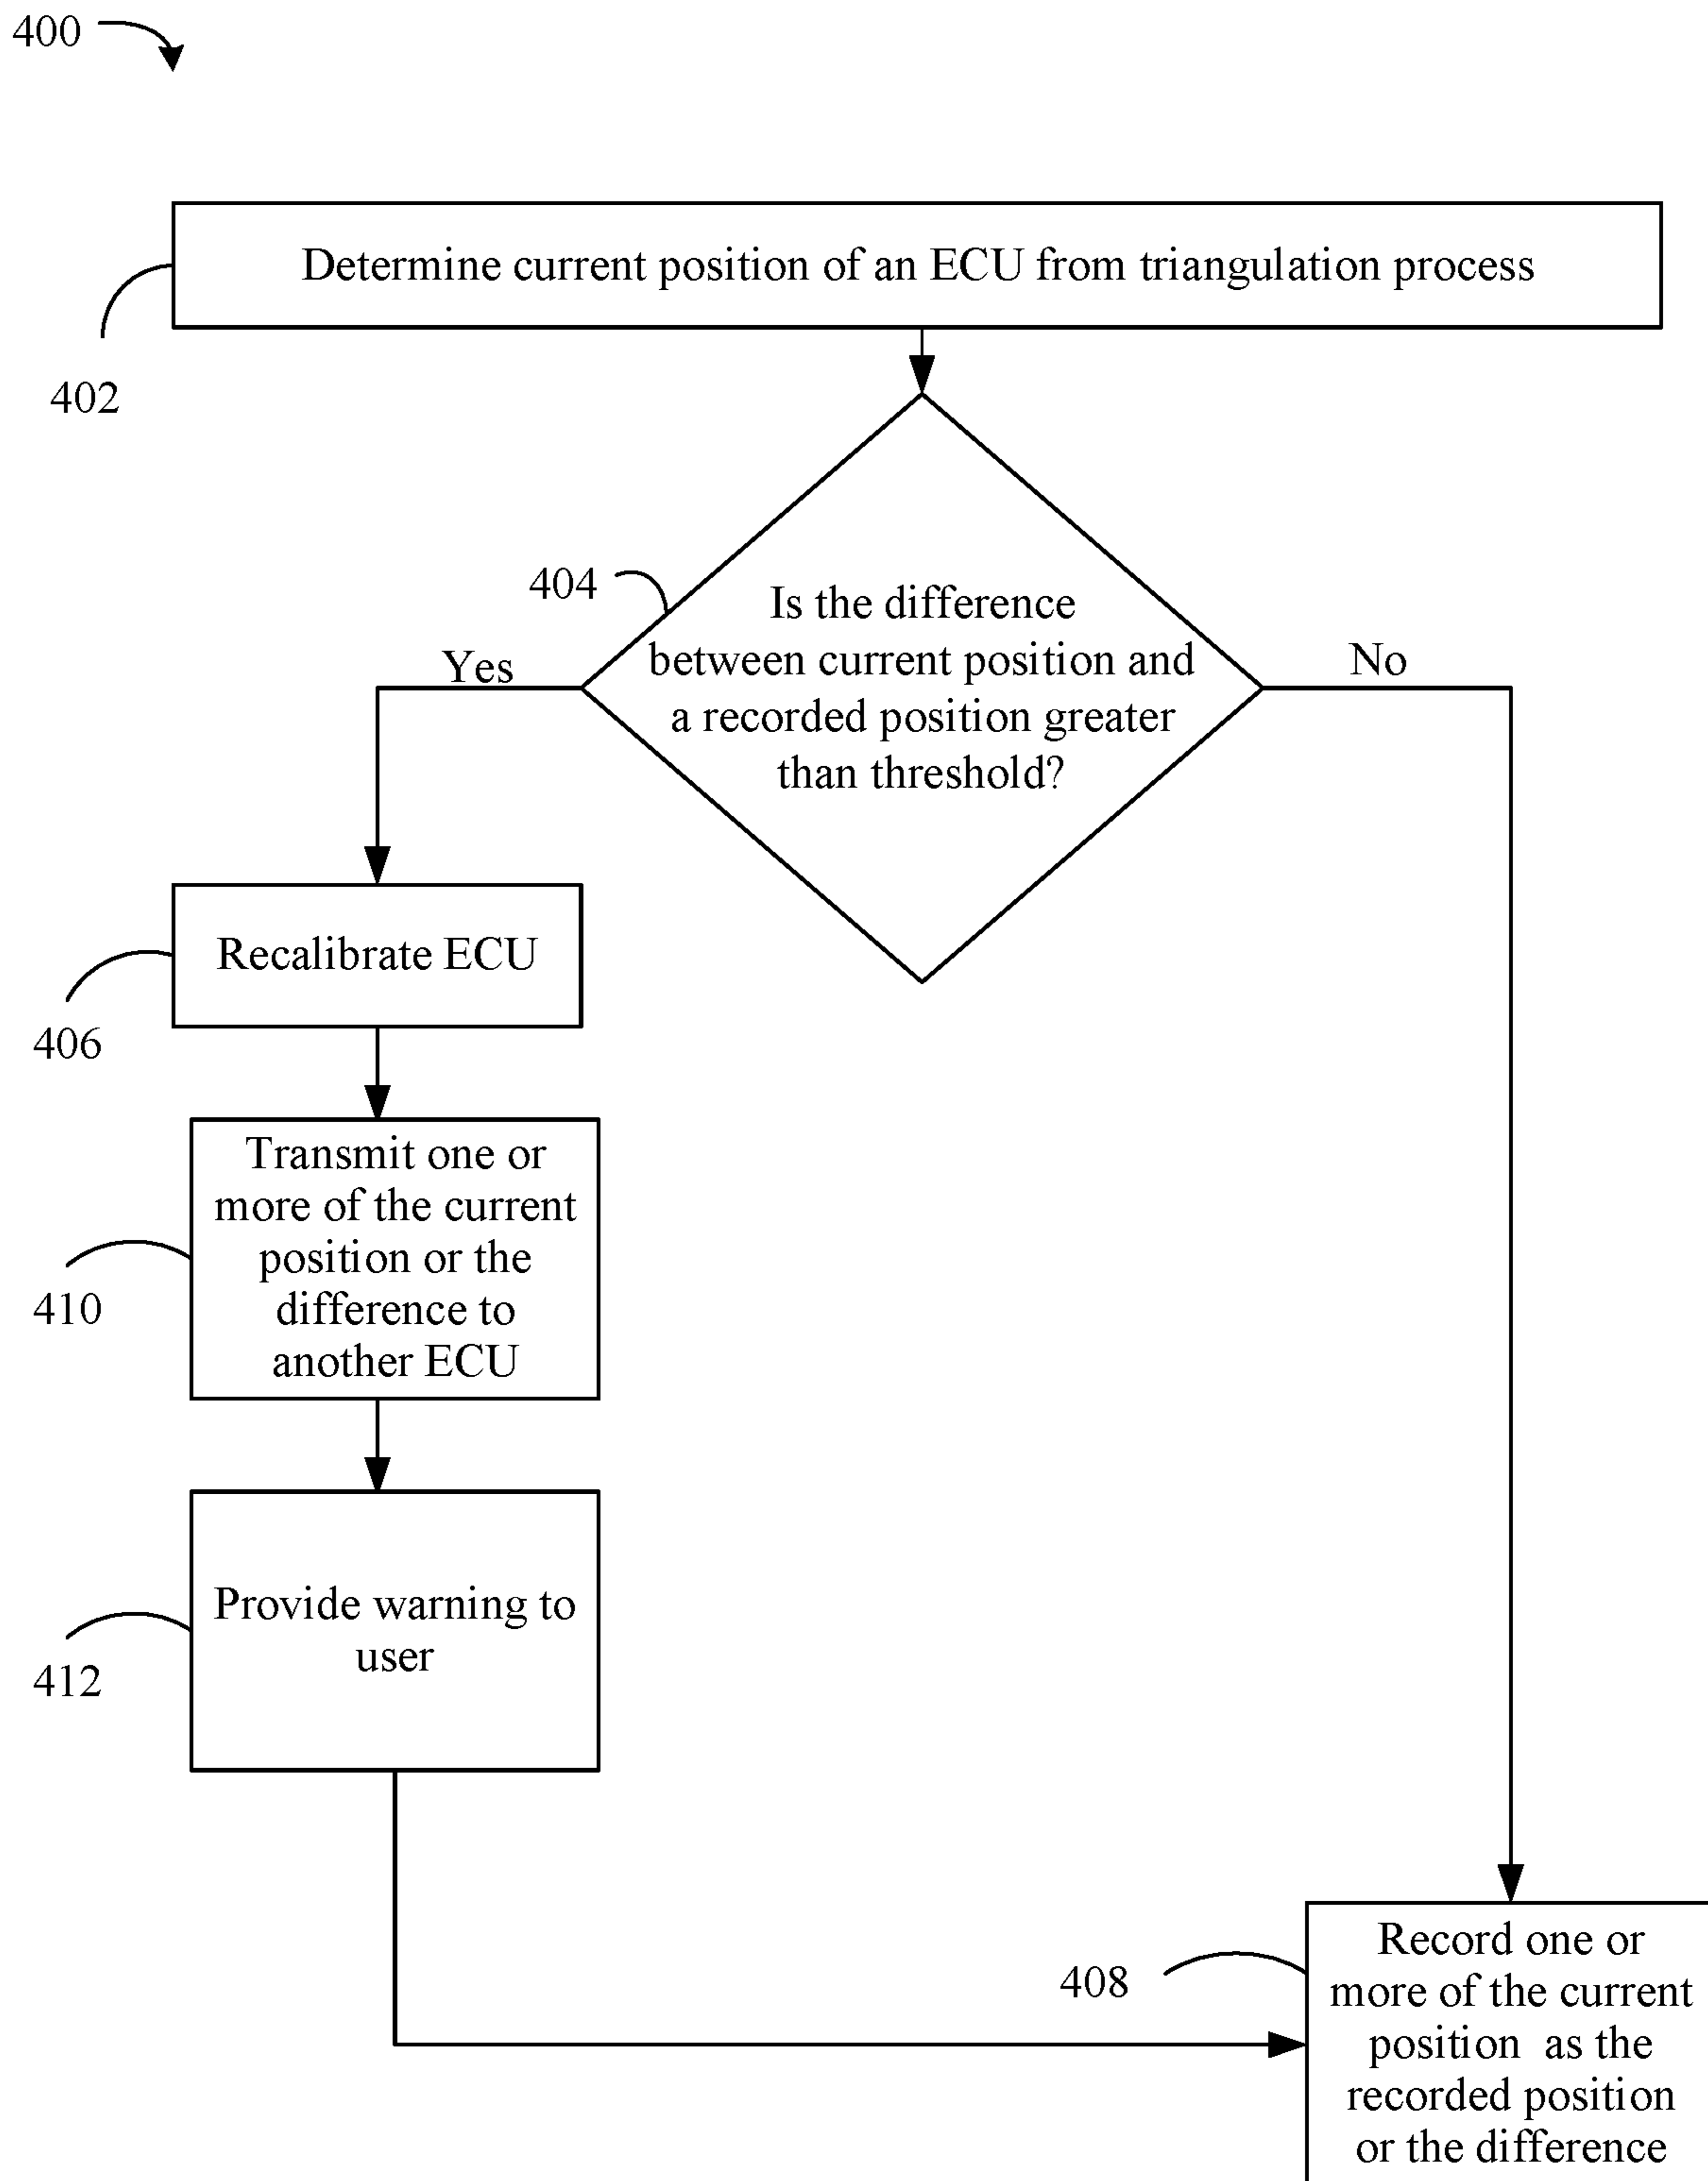 400
Determine current position of an ECU from triangulation process
402
404
Is the difference
between current position and
a recorded position greater
than threshold?
Yes
No
Recalibrate ECU
406
Transmit one or
more of the current
position or the
difference to
another ECU
410
Provide warning to
user
412
408
Record one or
more of the current
position as the
recorded position
or the difference